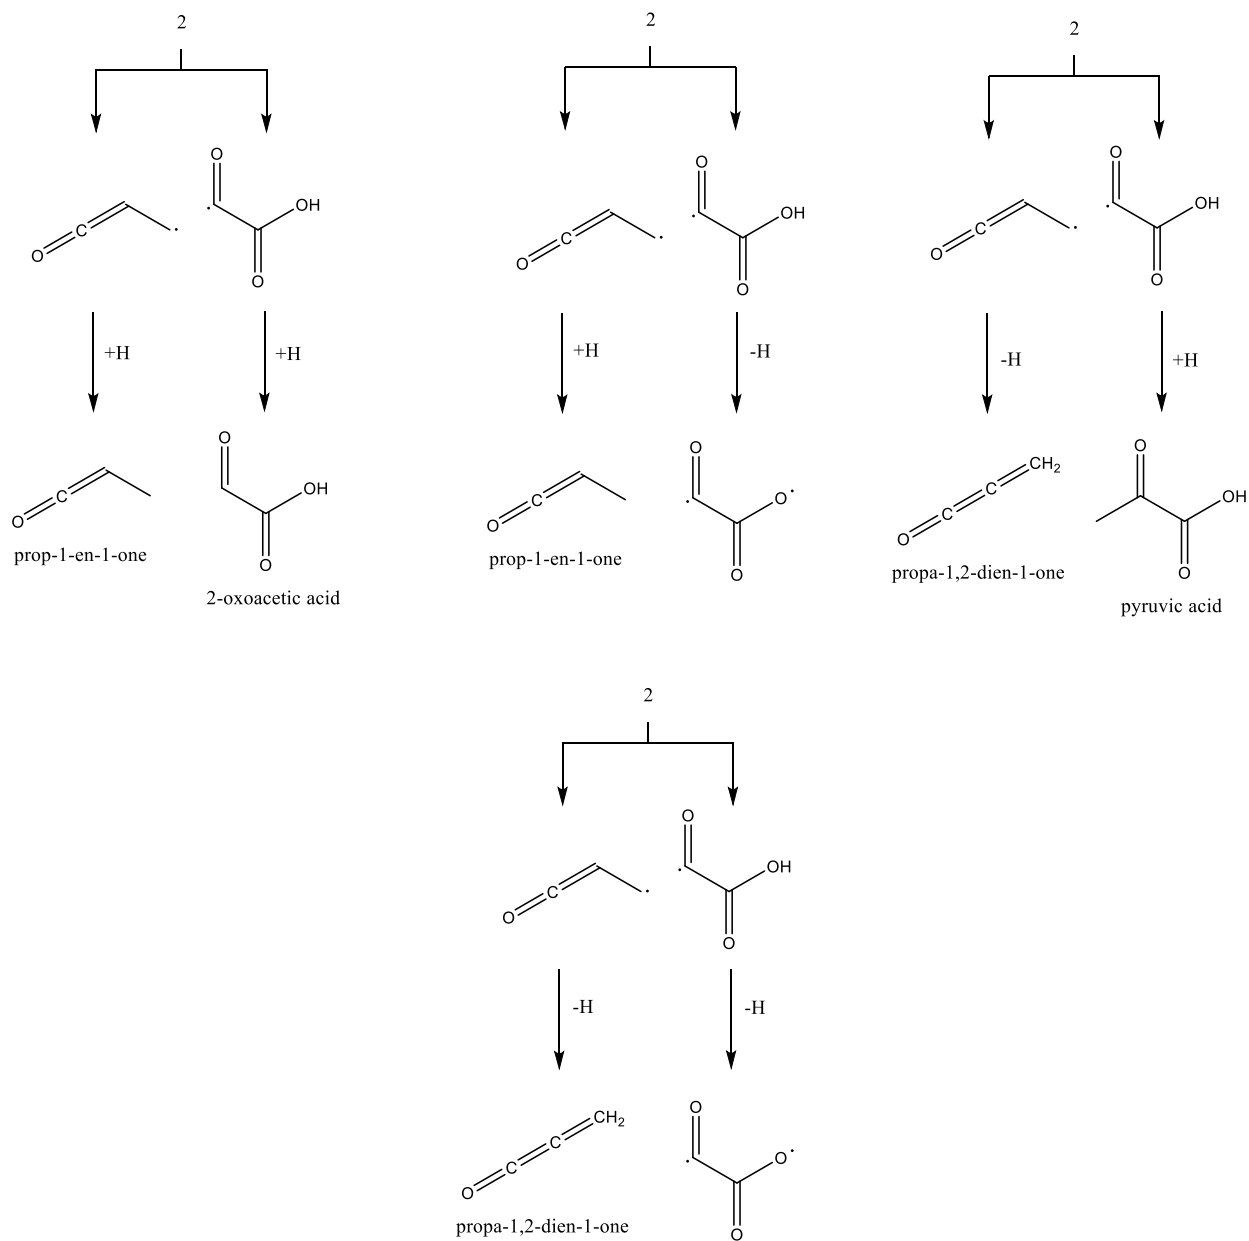 2
2
2
O
OH
O
O
O
OH
C
O
O
O
OH
C
O
O
O
OH
C
O
O
+H
+H
+H
-H
-H
+H
O
OH
C
O
O
prop-1-en-1-one
2-oxoacetic acid
O
O
C
O
O
prop-1-en-1-one
O
CH2
OH
C
C
O
O
propa-1,2-dien-1-one
pyruvic acid
2
O
OH
C
O
O
-H
-H
O
CH2
C
O
C
O
O
propa-1,2-dien-1-one